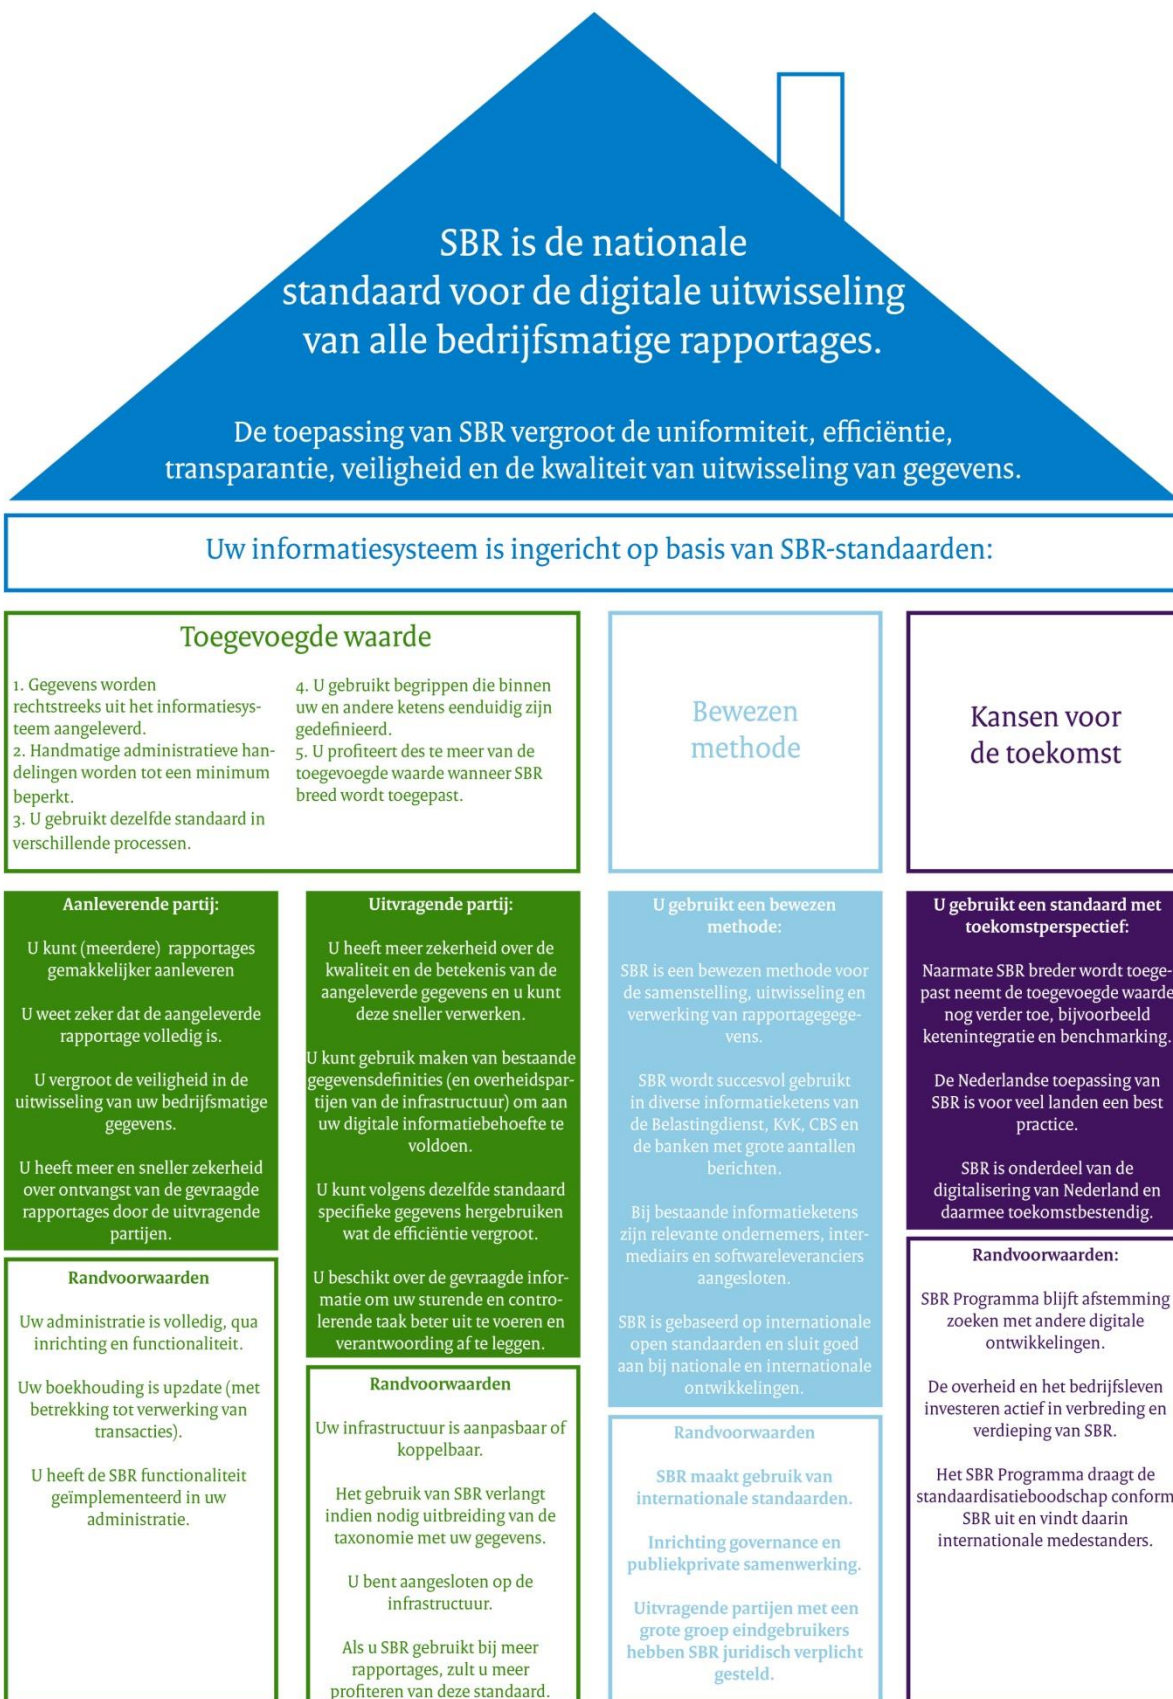 SBR is de nationale
standaard voor de digitale uitwisseling
van alle bedrijfsmatige rapportages.
De toepassing van SBR vergroot de uniformiteit, efficiëntie,
transparantie, veiligheid en de kwaliteit van uitwisseling van gegevens.
Uw informatiesysteem is ingericht op basis van SBR-standaarden:
Toegevoegde waarde
1. Gegevens worden
rechtstreeks uit het informatiesys-
teem aangeleverd.
2. Handmatige administratieve han-
delingen worden tot een minimum
beperkt.
3. U gebruikt dezelfde standaard in
verschillende processen.
4. U gebruikt begrippen die binnen
uw en andere ketens eenduidig zijn
gedefinieerd.
5. U profiteert des te meer van de
toegevoegde waarde wanneer SBR
breed wordt toegepast.
Bewezen
methode
Kansen voor
de toekomst
Aanleverende partij:
U kunt (meerdere) rapportages
gemakkelijker aanleveren
U weet zeker dat de aangeleverde
rapportage volledig is.
U vergroot de veiligheid in de
uitwisseling van uw bedrijfsmatige
gegevens.
U heeft meer en sneller zekerheid
over ontvangst van de gevraagde
rapportages door de uitvragende
partijen.
Randvoorwaarden
Uw administratie is volledig, qua
inrichting en functionaliteit.
Uw boekhouding is up2date (met
betrekking tot verwerking van
transacties).
U heeft de SBR functionaliteit
geïmplementeerd in uw
administratie.
Uitvragende partij:
U heeft meer zekerheid over de
kwaliteit en de betekenis van de
aangeleverde gegevens en u kunt
deze sneller verwerken.
U kunt gebruik maken van bestaande
gegevensdefinities (en overheidspar-
tijen van de infrastructuur) om aan
uw digitale informatiebehoefte te
voldoen.
U kunt volgens dezelfde standaard
specifieke gegevens hergebruiken
wat de efficiëntie vergroot.
U beschikt over de gevraagde infor-
matie om uw sturende en contro-
lerende taak beter uit te voeren en
verantwoording af te leggen.
Randvoorwaarden
Uw infrastructuur is aanpasbaar of
koppelbaar.
Het gebruik van SBR verlangt
indien nodig uitbreiding van de
taxonomie met uw gegevens.
U bent aangesloten op de
infrastructuur.
Als u SBR gebruikt bij meer
rapportages, zult u meer
profiteren van deze standaard.
U gebruikt een bewezen
methode:
SBR is een bewezen methode voor
de samenstelling, uitwisseling en
verwerking van rapportagegege-
vens.
SBR wordt succesvol gebruikt
in diverse informatieketens van
de Belastingdienst, KvK, CBS en
de banken met grote aantallen
berichten.
Bij bestaande informatieketens
zijn relevante ondernemers, inter-
mediairs en softwareleveranciers
aangesloten.
SBR is gebaseerd op internationale
open standaarden en sluit goed
aan bij nationale en internationale
ontwikkelingen.
Randvoorwaarden
SBR maakt gebruik van
internationale standaarden.
Inrichting governance en
publiekprivate samenwerking.
Uitvragende partijen met een
grote groep eindgebruikers
hebben SBR juridisch verplicht
gesteld.
U gebruikt een standaard met
toekomstperspectief:
Naarmate SBR breder wordt toege-
past neemt de toegevoegde waarde
nog verder toe, bijvoorbeeld
ketenintegratie en benchmarking.
De Nederlandse toepassing van
SBR is voor veel landen een best
practice.
SBR is onderdeel van de
digitalisering van Nederland en
daarmee toekomstbestendig.
Randvoorwaarden:
SBR Programma blijft afstemming
zoeken met andere digitale
ontwikkelingen.
De overheid en het bedrijfsleven
investeren actief in verbreding en
verdieping van SBR.
Het SBR Programma draagt de
standaardisatieboodschap conform
SBR uit en vindt daarin
internationale medestanders.